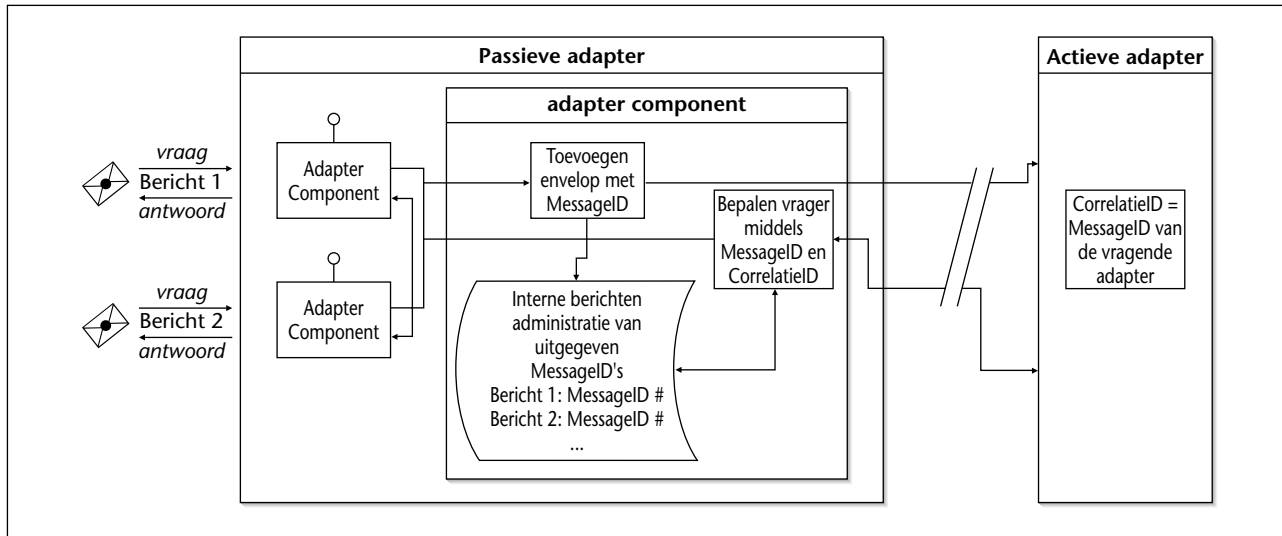 Passieve adapter
Actieve adapter
adapter component
vraag
Bericht 1
antwoord
Adapter
Component
Toevoegen
envelop met
MessageID
Bepalen vrager
middels
MessageID en
CorrelatieID
CorrelatieID =
MessageID van
de vragende
adapter
vraag
Bericht 2
antwoord
Adapter
Component
Interne berichten
administratie van
uitgegeven
MessageID's
Bericht 1: MessageID #
Bericht 2: MessageID #
...